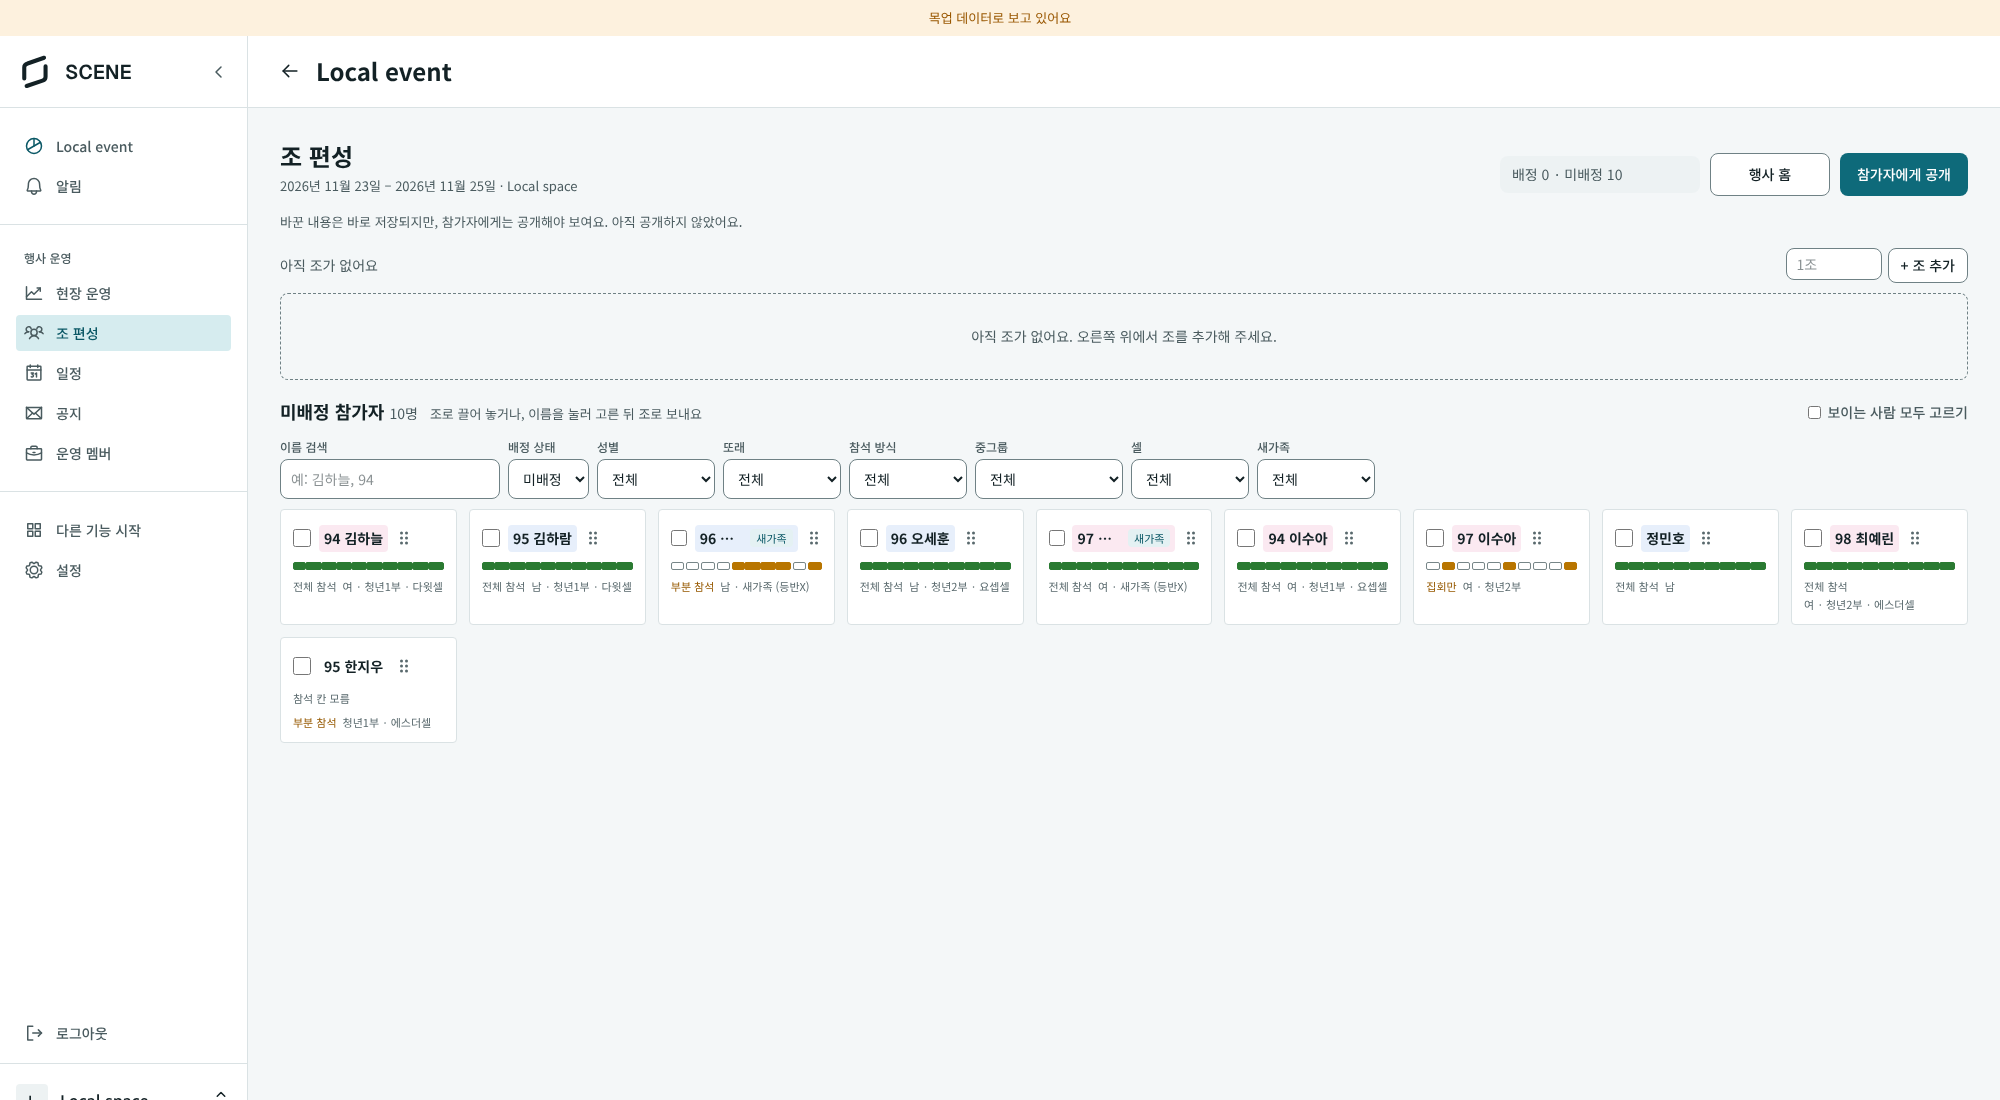 목업 데이터로 보고 있어요
SCENE
Local event
Local event
알림
행사 운영
현장 운영
조 편성
일정
공지
운영 멤버
다른 기능 시작
설정
로그아웃
Local space
조 편성
2026년 11월 23일 – 2026년 11월 25일 · Local space
배정 0 · 미배정 10
행사 홈
참가자에게 공개
바꾼 내용은 바로 저장되지만, 참가자에게는 공개해야 보여요. 아직 공개하지 않았어요.
아직 조가 없어요
1조
+ 조 추가
아직 조가 없어요. 오른쪽 위에서 조를 추가해 주세요.
미배정 참가자 10명 조로 끌어 놓거나, 이름을 눌러 고른 뒤 조로 보내요
보이는 사람 모두 고르기
이름 검색
예: 김하늘, 94
배정 상태
미배정
성별
전체
또래
전체
참석 방식
전체
중그룹
전체
셀
전체
새가족
전체
94 김하늘
전체 참석 여 · 청년1부 · 다윗셀
95 김하람
전체 참석 남 · 청년1부 · 다윗셀
96 ··· 새가족
부분 참석 남 · 새가족 (등반X)
96 오세훈
전체 참석 남 · 청년2부 · 요셉셀
97 ··· 새가족
전체 참석 여 · 새가족 (등반X)
94 이수아
전체 참석 여 · 청년1부 · 요셉셀
97 이수아
집회만 여 · 청년2부
정민호
전체 참석 남
98 최예린
전체 참석
여 · 청년2부 · 에스더셀
95 한지우
참석 칸 모름
부분 참석 청년1부 · 에스더셀